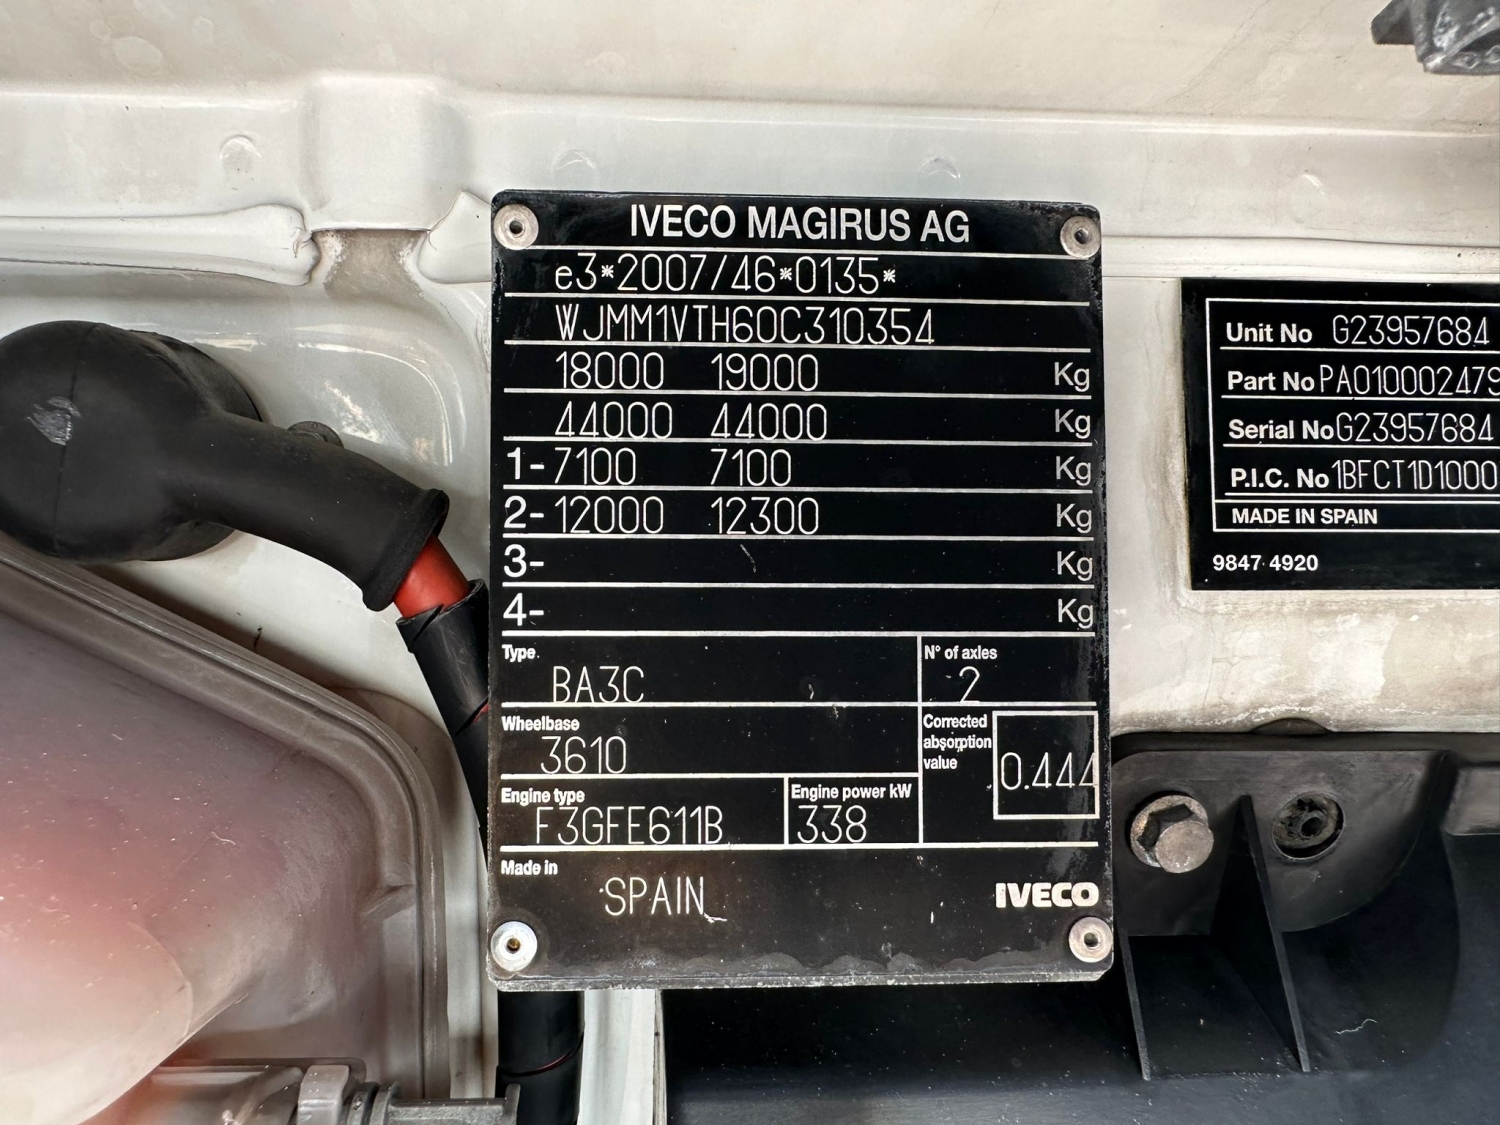 IVECO MAGIRUS AG
e3*2007/46*0135*
WJMM1VTH60C310354
18000 19000 Kg
44000 44000 Kg
1- 7100 7100 Kg
2- 12000 12300 Kg
3- Kg
4- Kg
Type
BA3C
N° of axles
2
Wheelbase
3610
Corrected
absorption
value
0.444
Engine type
F3GFE611B
Engine power kW
338
Made in
SPAIN
IVECO
Unit No G23957684
Part No PA010002479
Serial No G23957684
P.I.C. No 1BFCT1D1000
MADE IN SPAIN
9847 4920